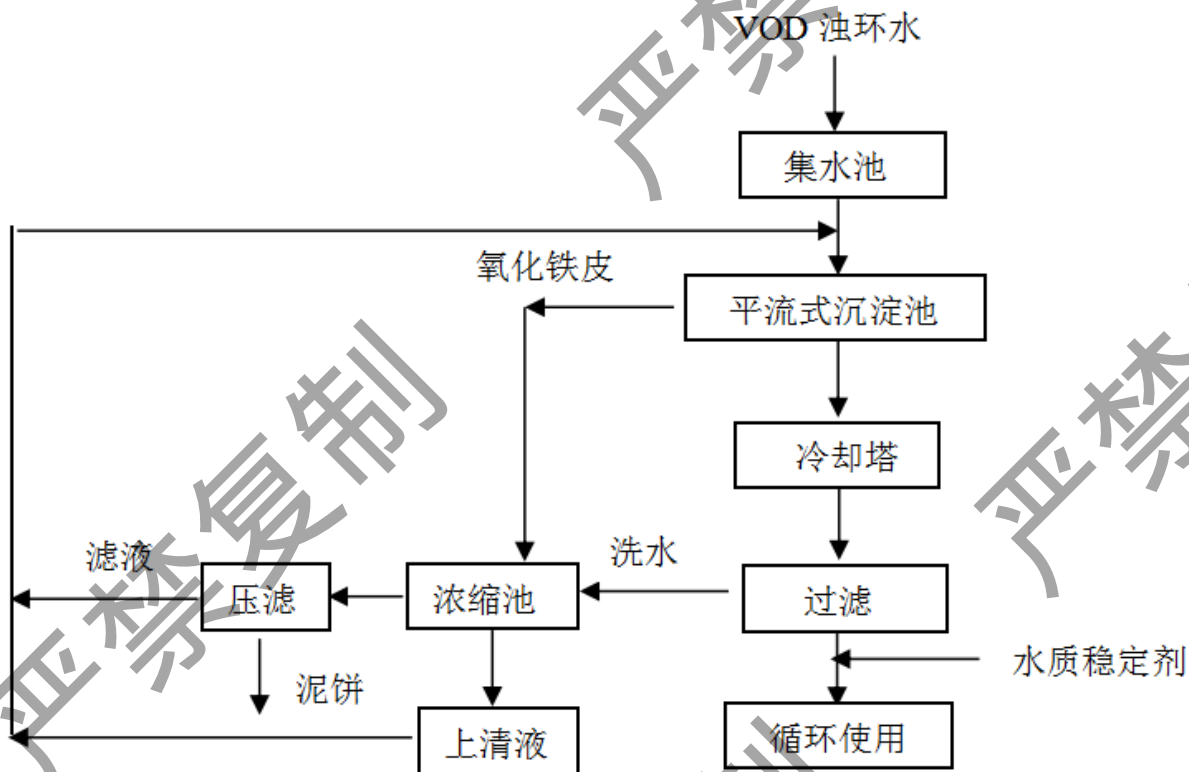 VOD 浊环水
集水池
氧化铁皮
平流式沉淀池
冷却塔
滤液
压滤
浓缩池
洗水
过滤
水质稳定剂
泥饼
上清液
循环使用
严禁复制
严禁
严禁